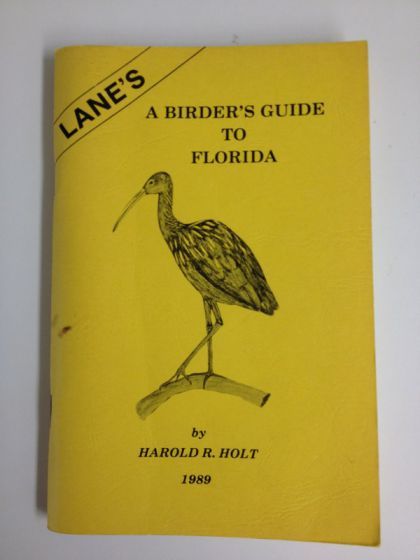 LANE'S
A BIRDER'S GUIDE
TO
FLORIDA
by
HAROLD R. HOLT
1989